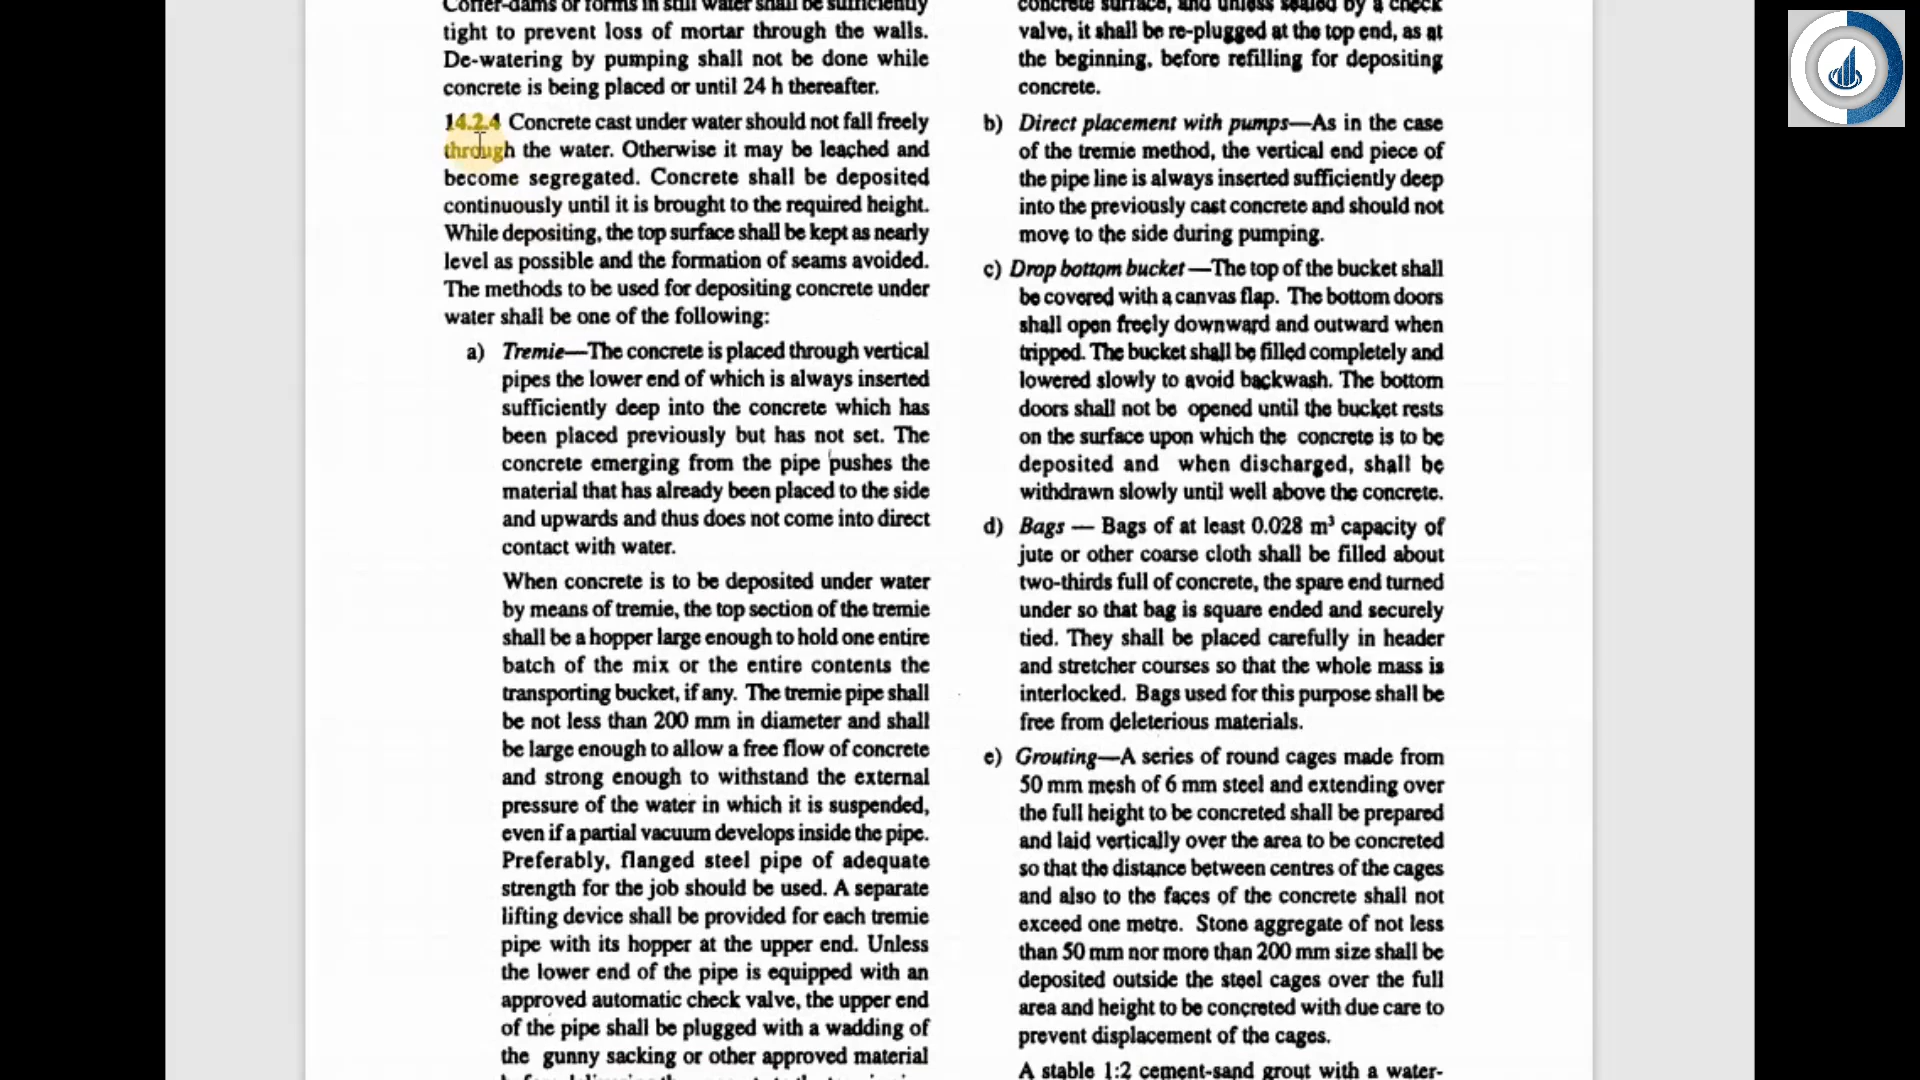 Coffer-dams or forms in still water shall be sufficiently
tight to prevent loss of mortar through the walls.
De-watering by pumping shall not be done while
concrete is being placed or until 24 h thereafter.
14.2.4 Concrete cast under water should not fall freely
through the water. Otherwise it may be leached and
become segregated. Concrete shall be deposited
continuously until it is brought to the required height.
While depositing, the top surface shall be kept as nearly
level as possible and the formation of seams avoided.
The methods to be used for depositing concrete under
water shall be one of the following:
a) Tremie—The concrete is placed through vertical
pipes the lower end of which is always inserted
sufficiently deep into the concrete which has
been placed previously but has not set. The
concrete emerging from the pipe pushes the
material that has already been placed to the side
and upwards and thus does not come into direct
contact with water.
When concrete is to be deposited under water
by means of tremie, the top section of the tremie
shall be a hopper large enough to hold one entire
batch of the mix or the entire contents the
transporting bucket, if any. The tremie pipe shall
be not less than 200 mm in diameter and shall
be large enough to allow a free flow of concrete
and strong enough to withstand the external
pressure of the water in which it is suspended,
even if a partial vacuum develops inside the pipe.
Preferably, flanged steel pipe of adequate
strength for the job should be used. A separate
lifting device shall be provided for each tremie
pipe with its hopper at the upper end. Unless
the lower end of the pipe is equipped with an
approved automatic check valve, the upper end
of the pipe shall be plugged with a wadding of
the gunny sacking or other approved material
concrete surface, and unless sealed by a check
valve, it shall be re-plugged at the top end, as at
the beginning, before refilling for depositing
concrete.
b) Direct placement with pumps—As in the case
of the tremie method, the vertical end piece of
the pipe line is always inserted sufficiently deep
into the previously cast concrete and should not
move to the side during pumping.
c) Drop bottom bucket—The top of the bucket shall
be covered with a canvas flap. The bottom doors
shall open freely downward and outward when
tripped. The bucket shall be filled completely and
lowered slowly to avoid backwash. The bottom
doors shall not be opened until the bucket rests
on the surface upon which the concrete is to be
deposited and when discharged, shall be
withdrawn slowly until well above the concrete.
d) Bags — Bags of at least 0.028 m³ capacity of
jute or other coarse cloth shall be filled about
two-thirds full of concrete, the spare end turned
under so that bag is square ended and securely
tied. They shall be placed carefully in header
and stretcher courses so that the whole mass is
interlocked. Bags used for this purpose shall be
free from deleterious materials.
e) Grouting—A series of round cages made from
50 mm mesh of 6 mm steel and extending over
the full height to be concreted shall be prepared
and laid vertically over the area to be concreted
so that the distance between centres of the cages
and also to the faces of the concrete shall not
exceed one metre. Stone aggregate of not less
than 50 mm nor more than 200 mm size shall be
deposited outside the steel cages over the full
area and height to be concreted with due care to
prevent displacement of the cages.
A stable 1:2 cement-sand grout with a water-